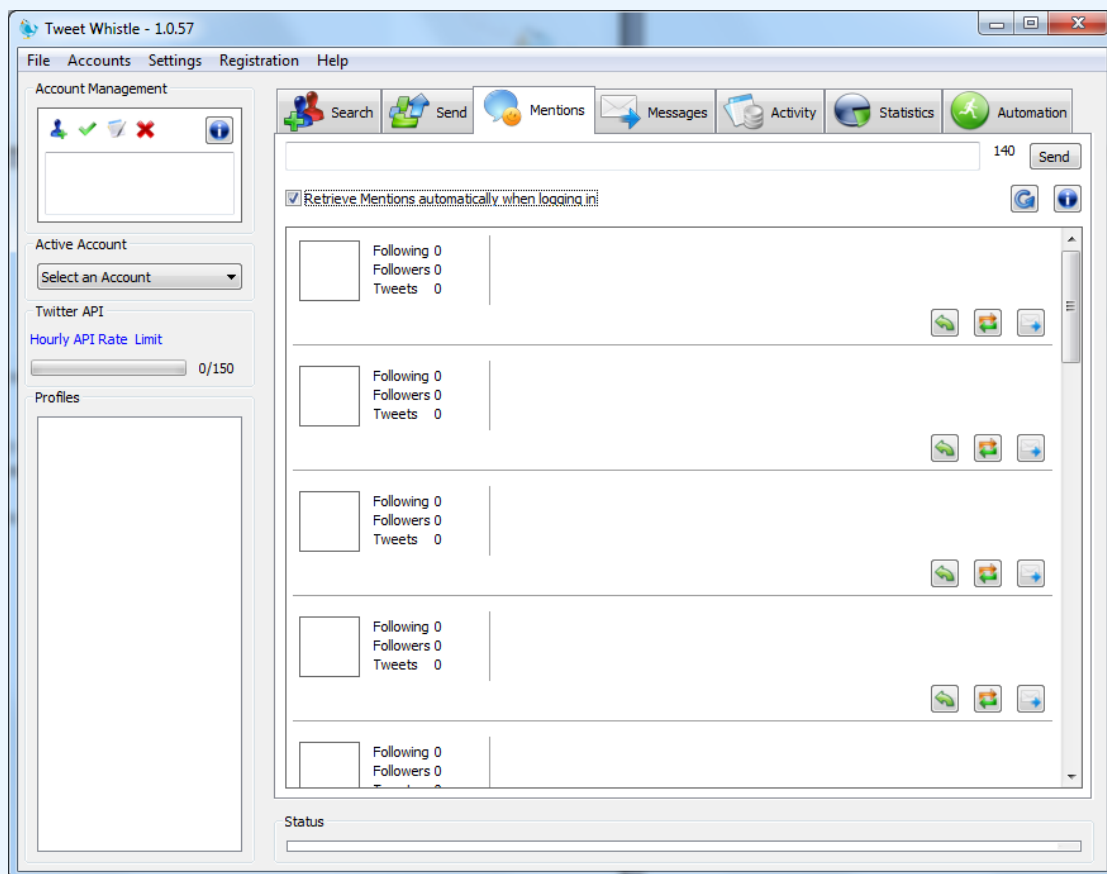 Tweet Whistle - 1.0.57
File Accounts Settings Registration Help
Account Management
Search Send Mentions Messages Activity Statistics Automation
140 Send
Retrieve Mentions automatically when logging in
Active Account
Select an Account
Twitter API
Hourly API Rate Limit
0/150
Profiles
Following 0
Followers 0
Tweets 0
Following 0
Followers 0
Tweets 0
Following 0
Followers 0
Tweets 0
Following 0
Followers 0
Tweets 0
Following 0
Followers 0
Status